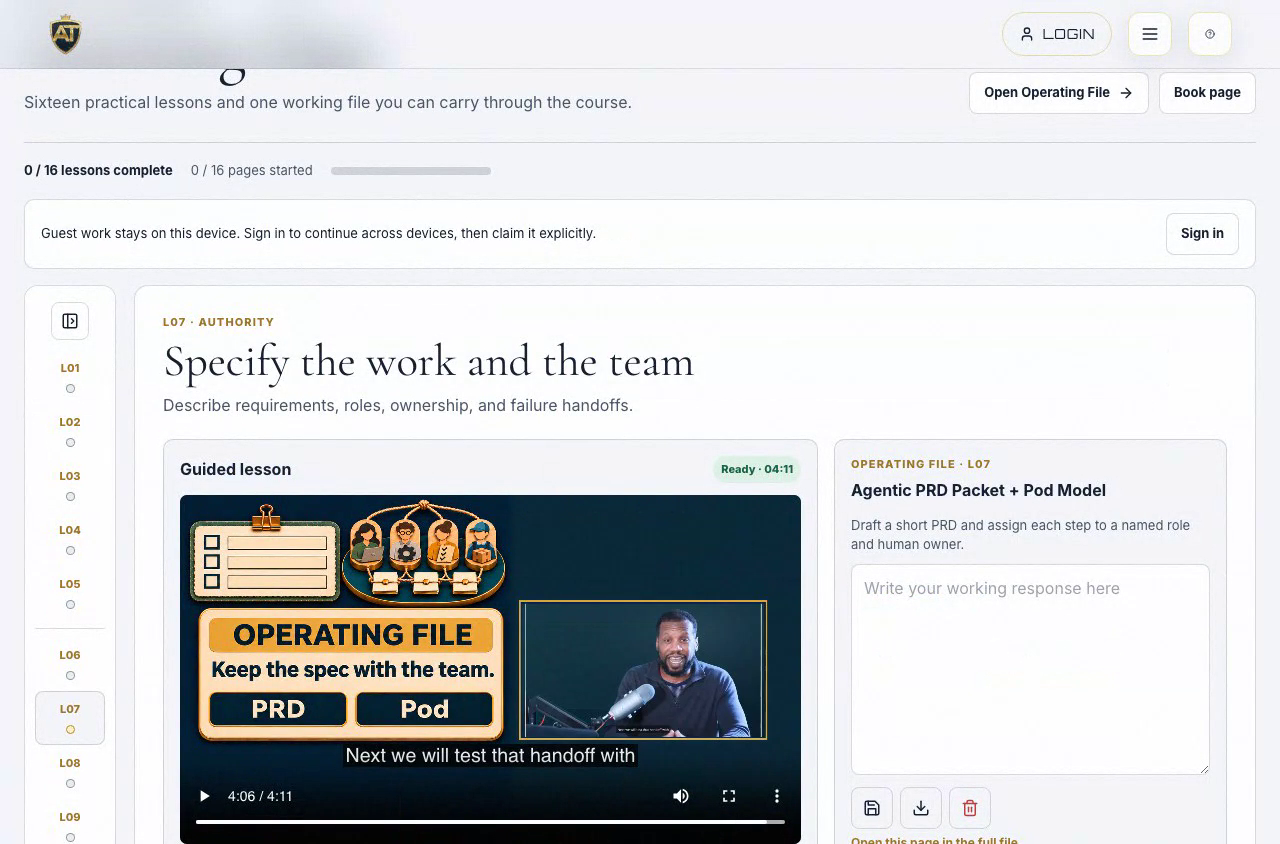 AT
LOGIN
Sixteen practical lessons and one working file you can carry through the course.
Open Operating File
Book page
0 / 16 lessons complete
0 / 16 pages started
Guest work stays on this device. Sign in to continue across devices, then claim it explicitly.
Sign in
L01
L02
L03
L04
L05
L06
L07
L08
L09
L07 · AUTHORITY
Specify the work and the team
Describe requirements, roles, ownership, and failure handoffs.
Guided lesson
Ready · 04:11
OPERATING FILE
Keep the spec with the team.
PRD
Pod
Next we will test that handoff with
4:06 / 4:11
OPERATING FILE · L07
Agentic PRD Packet + Pod Model
Draft a short PRD and assign each step to a named role
and human owner.
Write your working response here
Open this page in the full file